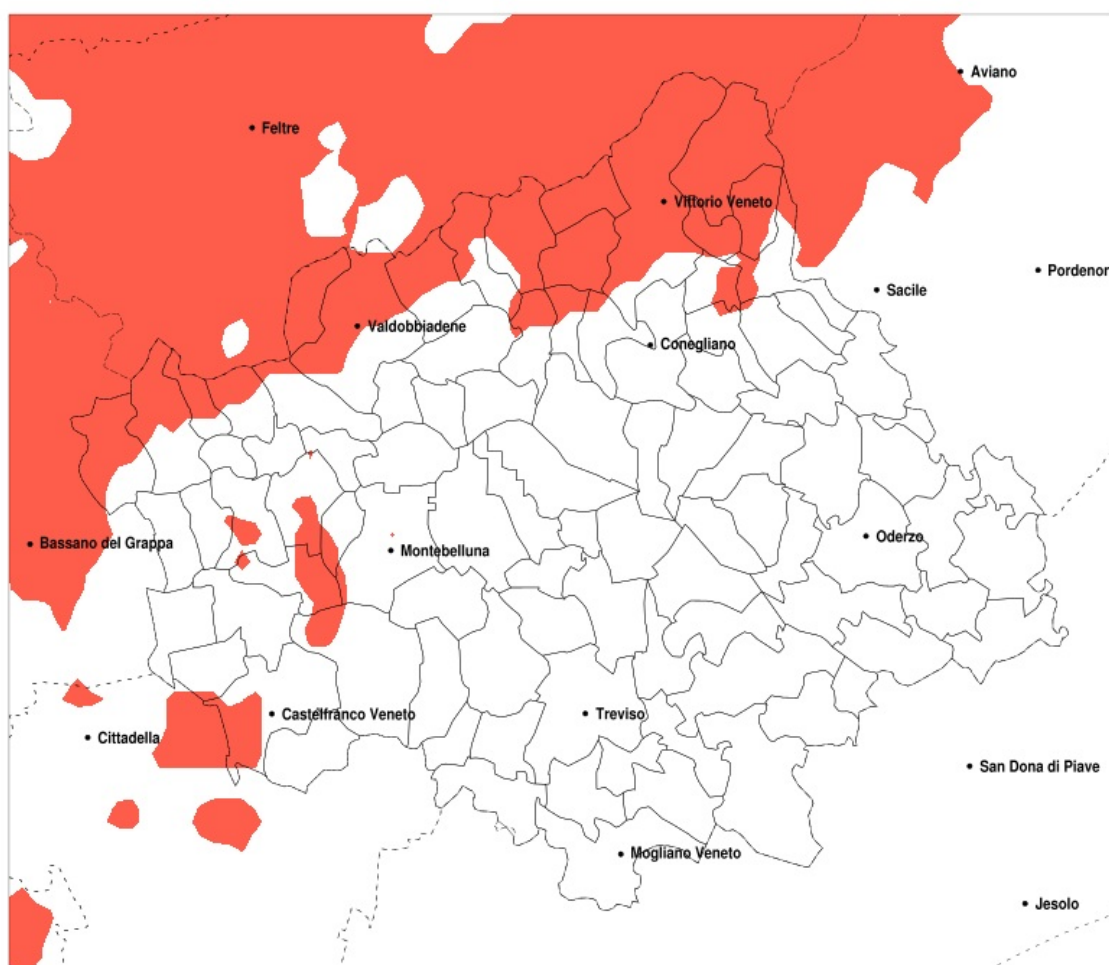 Aviano
Feltre
Vittorio Veneto
Pordenon
Sacile
Valdobbiadene
Conegliano
Oderzo
Bassano del Grappa
Montebelluna
Castelfranco Veneto
Treviso
Cittadella
San Dona di Piave
Mogliano Veneto
Jesolo